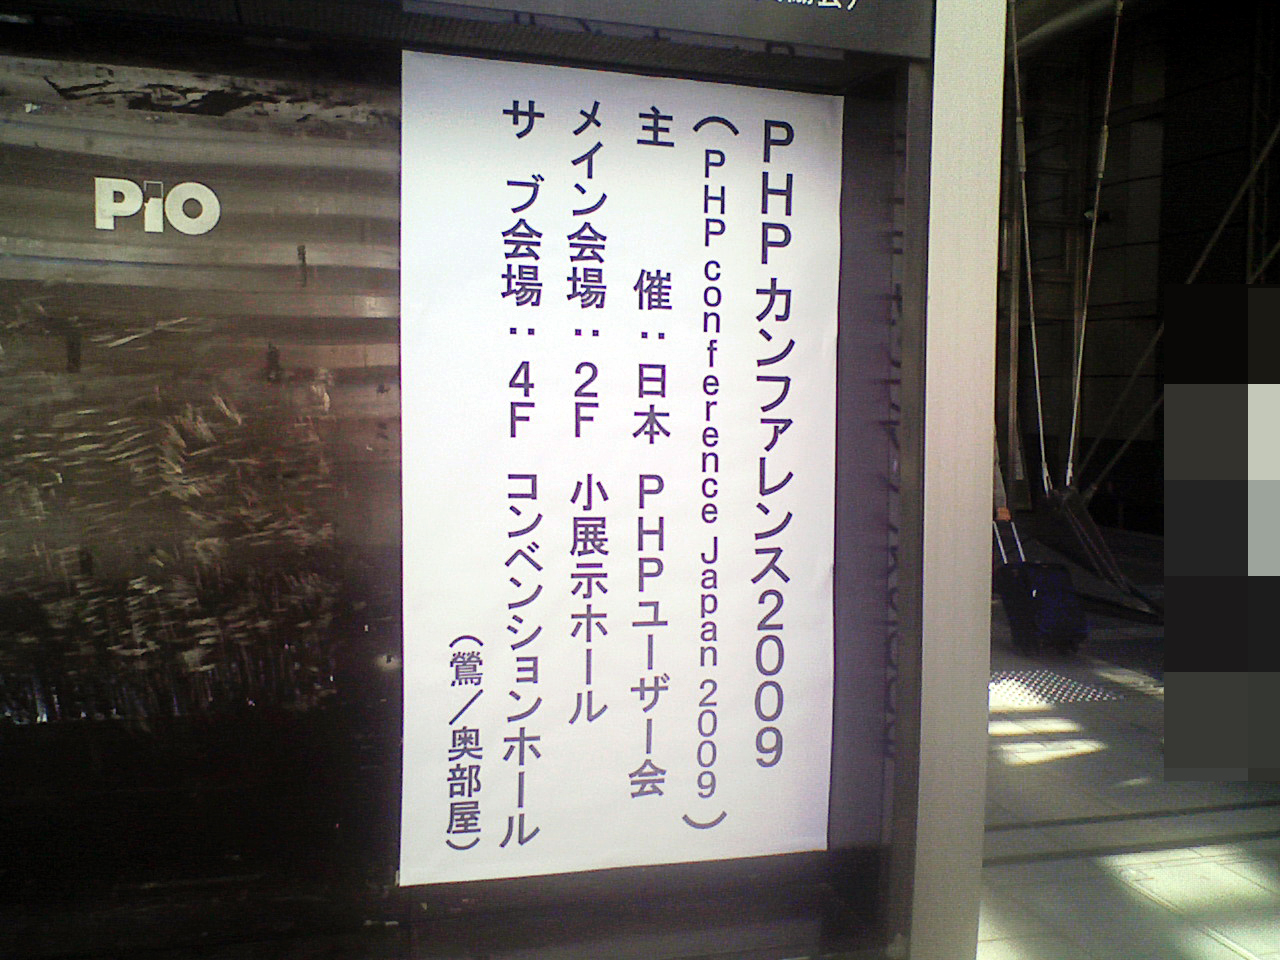 PHPカンファレンス2009
(PHP conference Japan 2009)
主催:日本PHPユーザー会
メイン会場:2F 小展示ホール
サブ会場:4F コンベンションホール
(鶯/奥部屋)
PiO